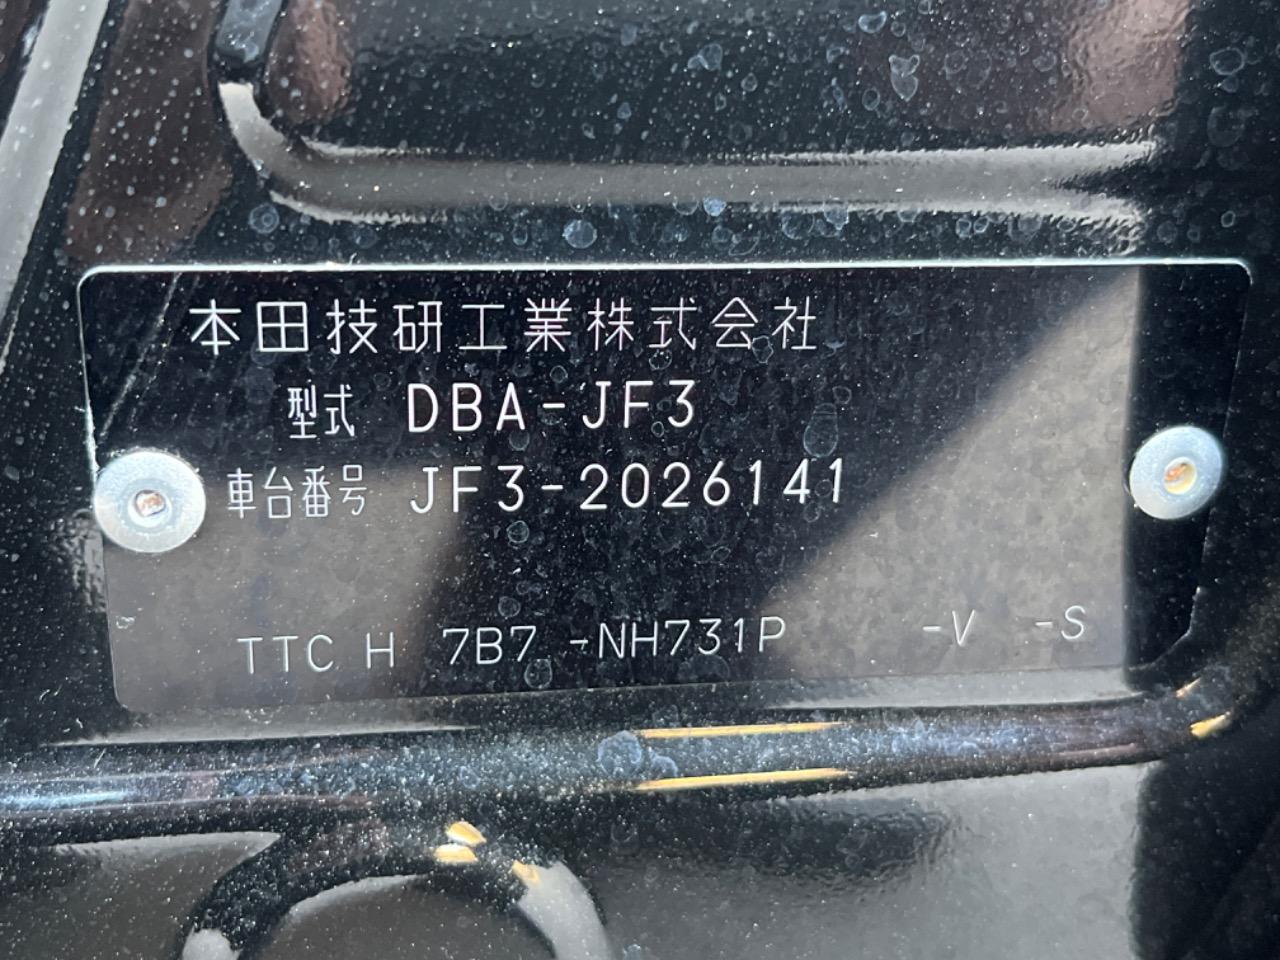 本田技研工業株式会社
型式 DBA-JF3
車台番号 JF3-2026141
TTC H 7B7 -NH731P -V -S